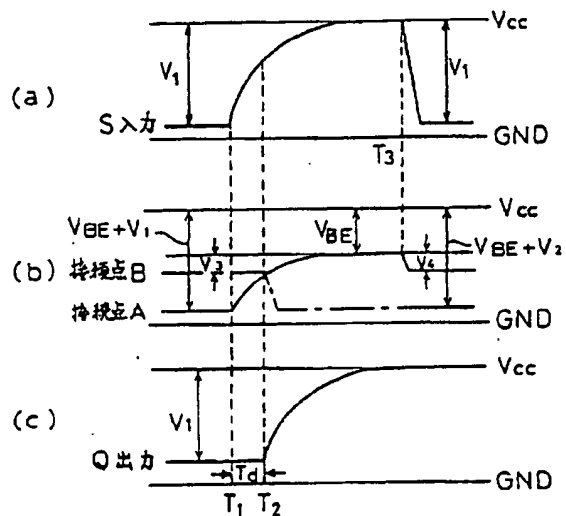 Vcc
V1
V1
(a)
S入力
GND
T3
Vcc
VBE+V1
VBE
VBE+V2
(b)
V3
V4
接続点B
接続点A
GND
Vcc
(c)
V1
Q出力
Td
GND
T1 T2